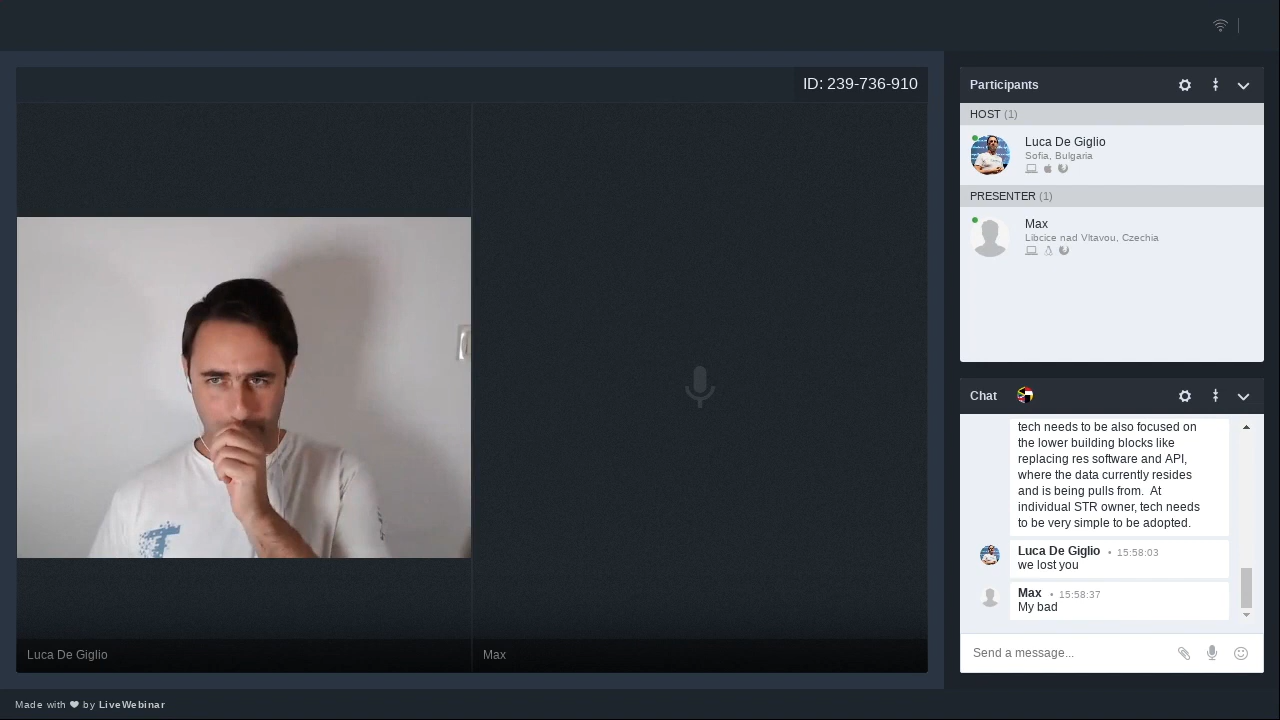 ID: 239-736-910
Luca De Giglio
Max
Participants
HOST (1)
Luca De Giglio
Sofia, Bulgaria
PRESENTER (1)
Max
Libcice nad Vltavou, Czechia
Chat
tech needs to be also focused on
the lower building blocks like
replacing res software and API,
where the data currently resides
and is being pulls from.  At
individual STR owner, tech needs
to be very simple to be adopted.
Luca De Giglio • 15:58:03
we lost you
Max • 15:58:37
My bad
Send a message...
Made with ❤ by LiveWebinar